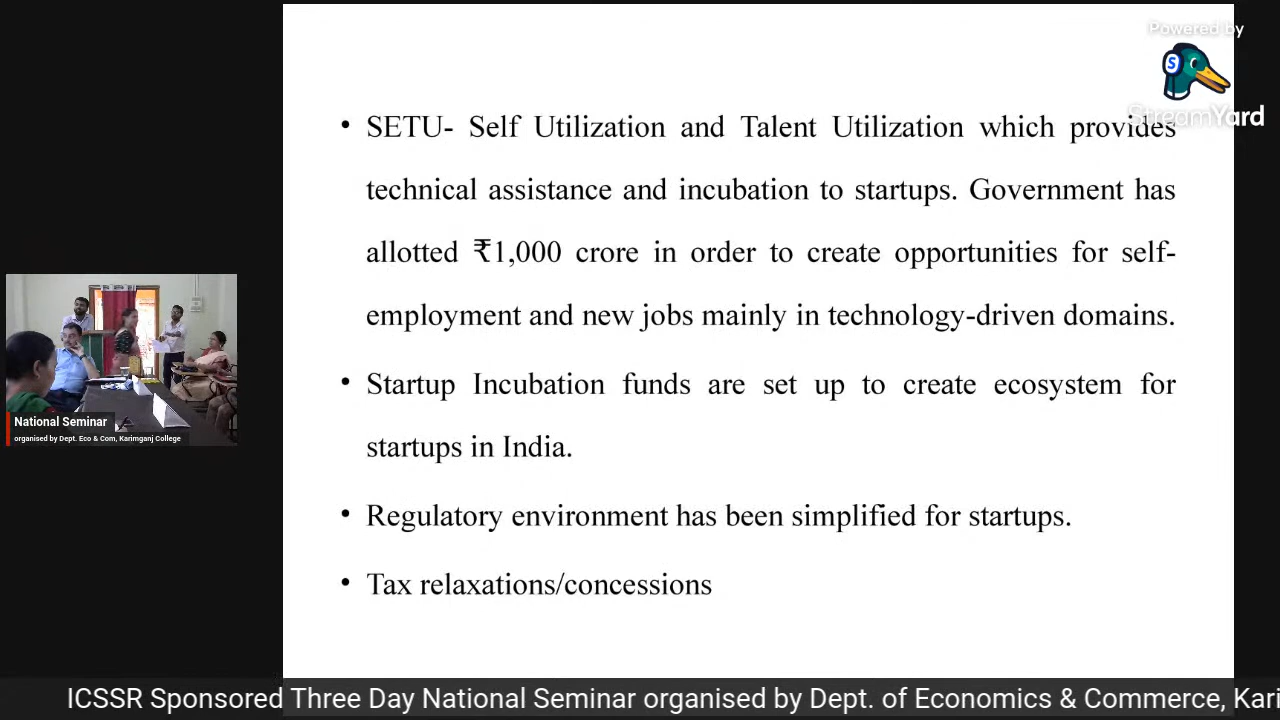 Powered by
StreamYard
• SETU- Self Utilization and Talent Utilization which provides
technical assistance and incubation to startups. Government has
allotted ₹1,000 crore in order to create opportunities for self-
employment and new jobs mainly in technology-driven domains.
• Startup Incubation funds are set up to create ecosystem for
startups in India.
• Regulatory environment has been simplified for startups.
• Tax relaxations/concessions
National Seminar
organised by Dept. Eco & Com, Karimganj College
ICSSR Sponsored Three Day National Seminar organised by Dept. of Economics & Commerce, Kari